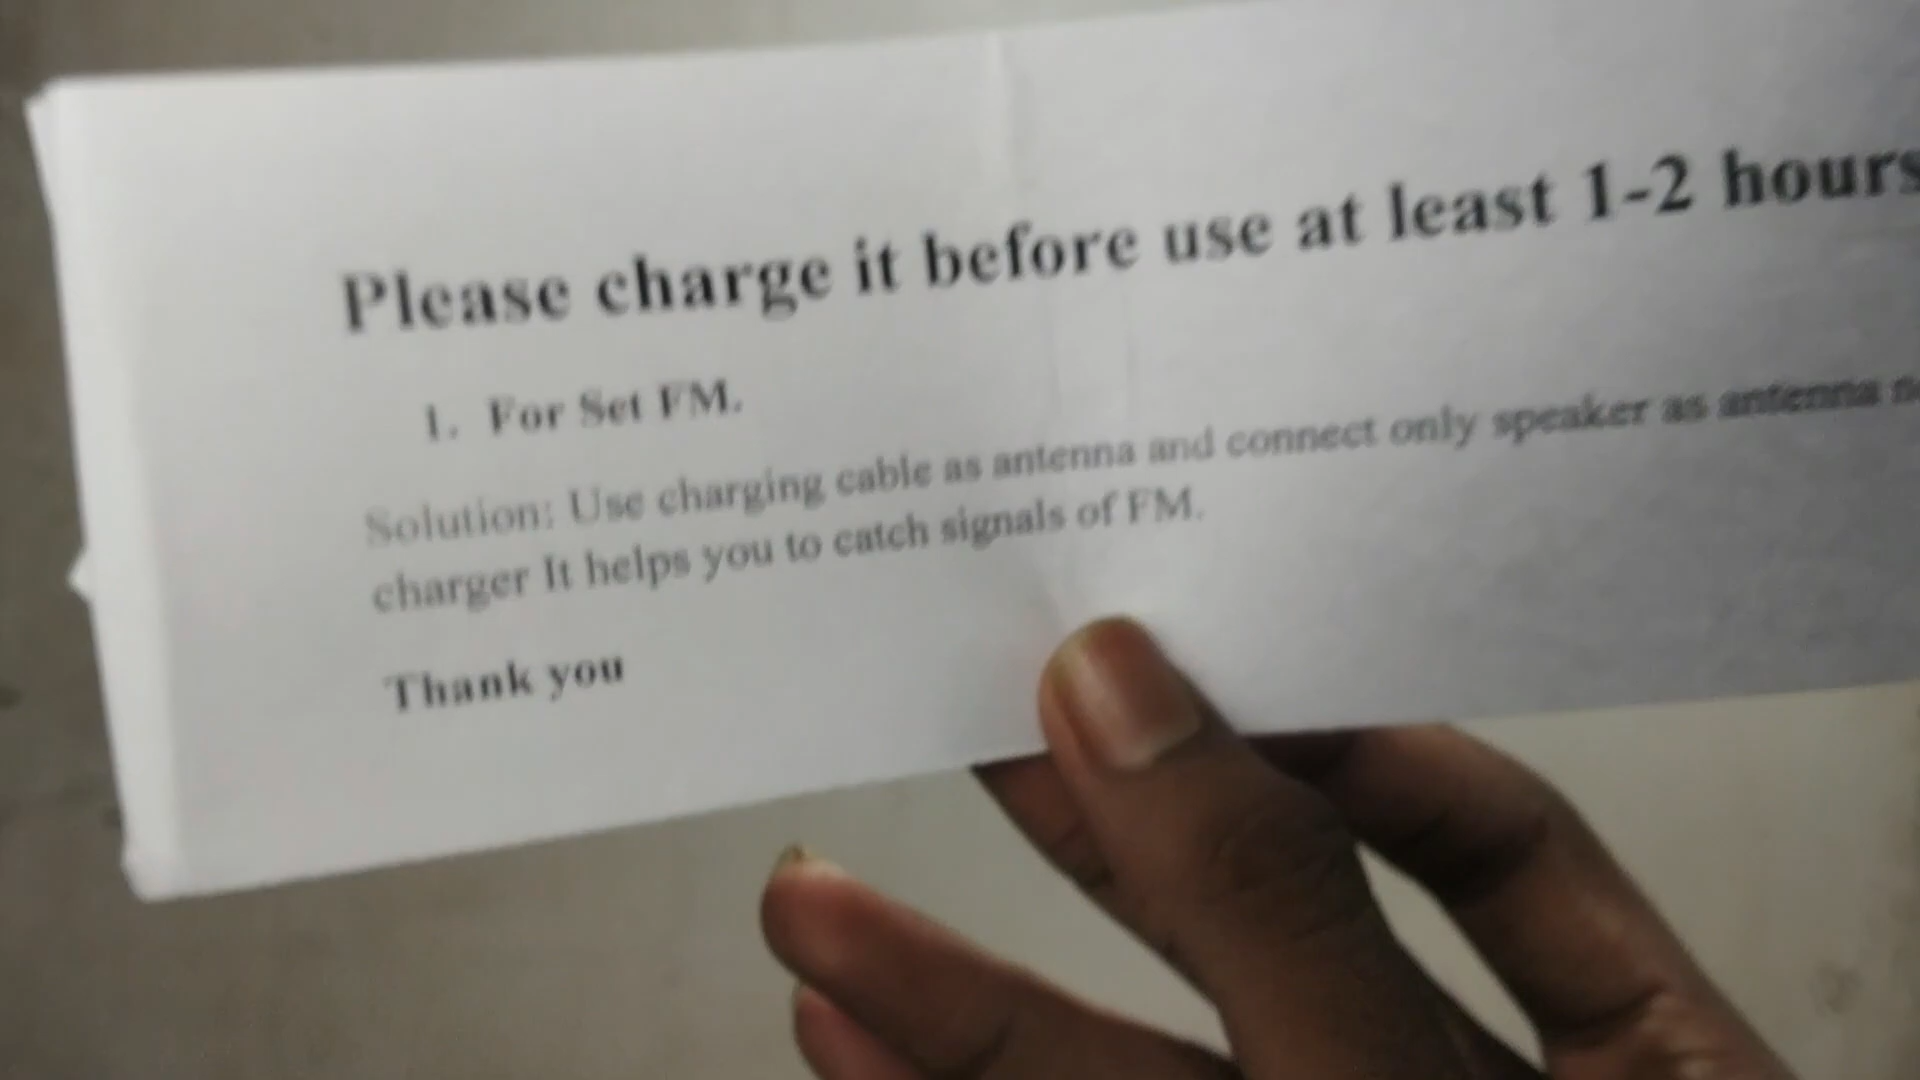 Please charge it before use at least 1-2 hours
1. For Set FM.
Solution: Use charging cable as antenna and connect only speaker as antenna
charger It helps you to catch signals of FM.
Thank you